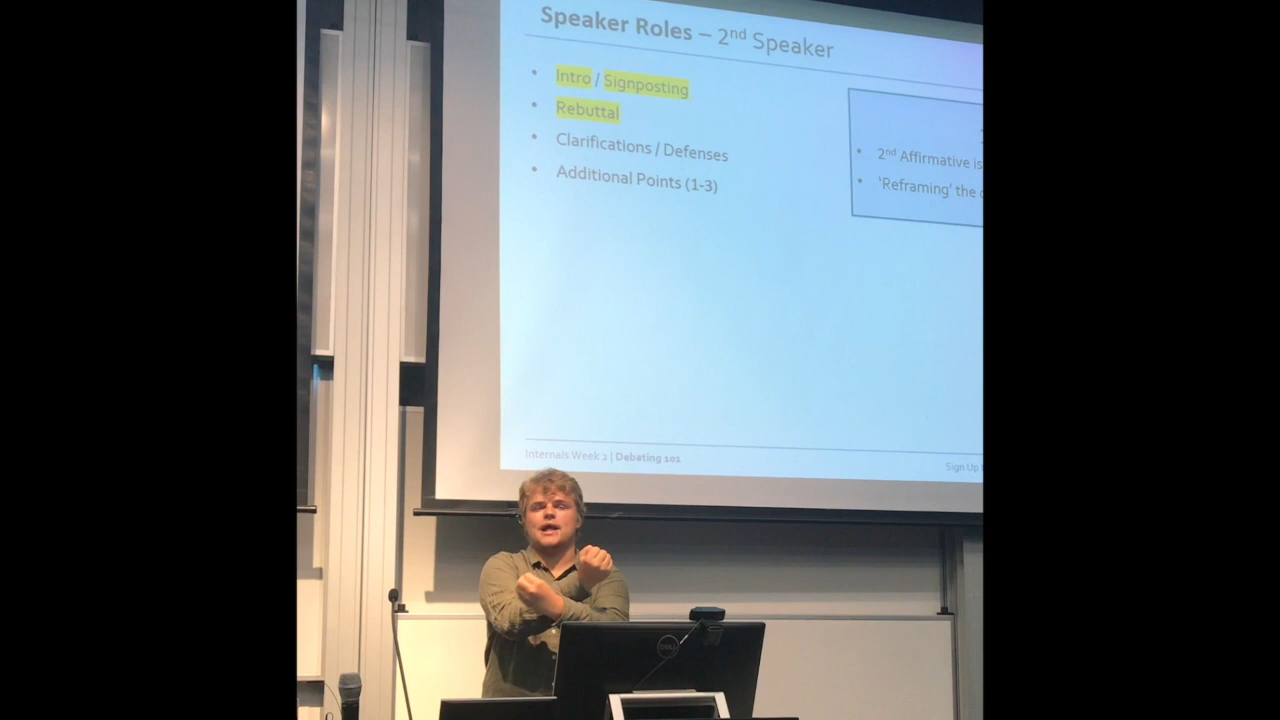 Speaker Roles – 2nd Speaker
• Intro / Signposting
• Rebuttal
• Clarifications / Defenses
• Additional Points (1-3)
• 2nd Affirmative is
• 'Reframing' the
Internals Week 2 | Debating 101
Sign Up
DELL